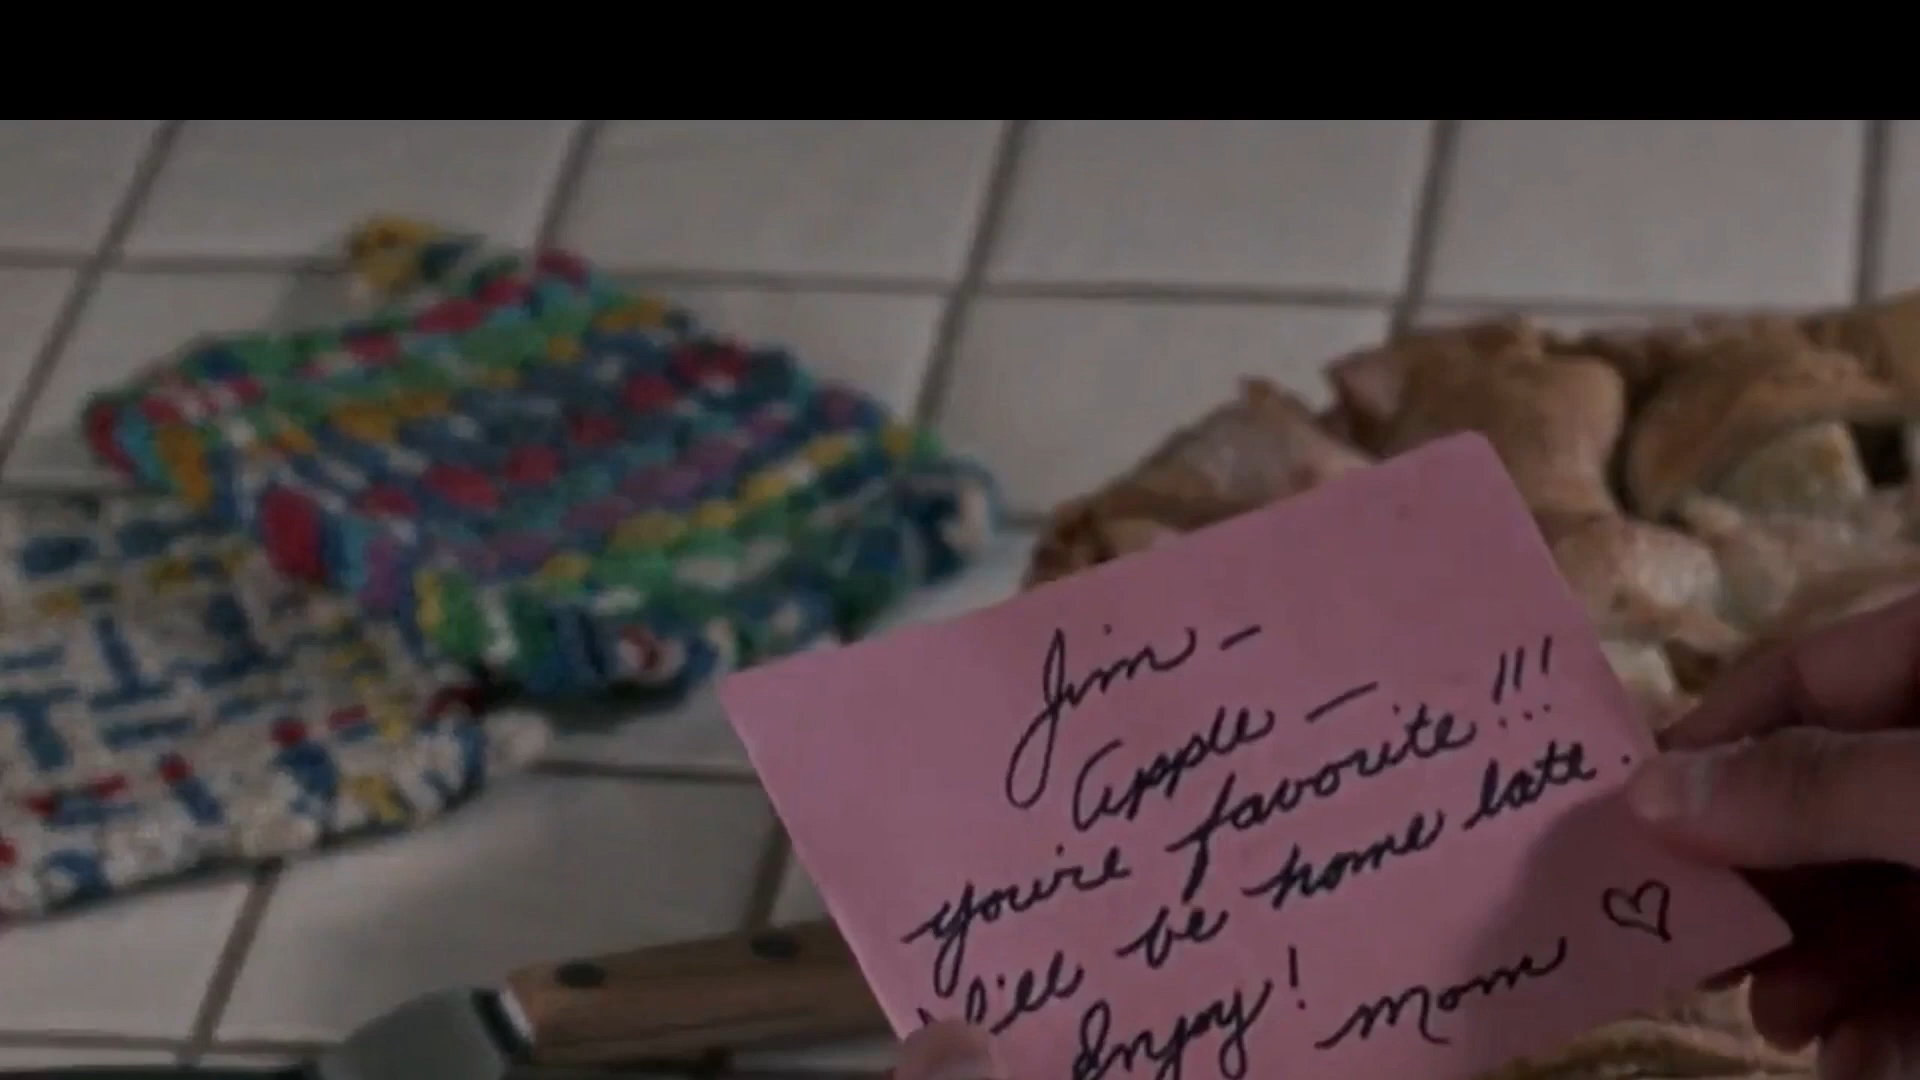 Jim -
Apple -
you're favorite!!!
I'll be home late.
Enjoy!
Mom ♡